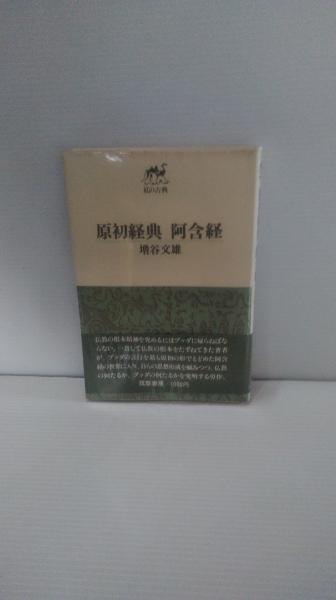 私の古典
原初経典 阿含経
増谷文雄
仏教の根本精神を究めるにはブッダに帰らねばな
らない。一貫して仏教の根本をたずねてきた著者
が、ブッダの言行を最も原初の形でとどめた阿含
経の世界に入り、自らの思想形成を顧みつつ、仏教
の何たるか、ブッダの何たるかを究明する労作。
筑摩書房